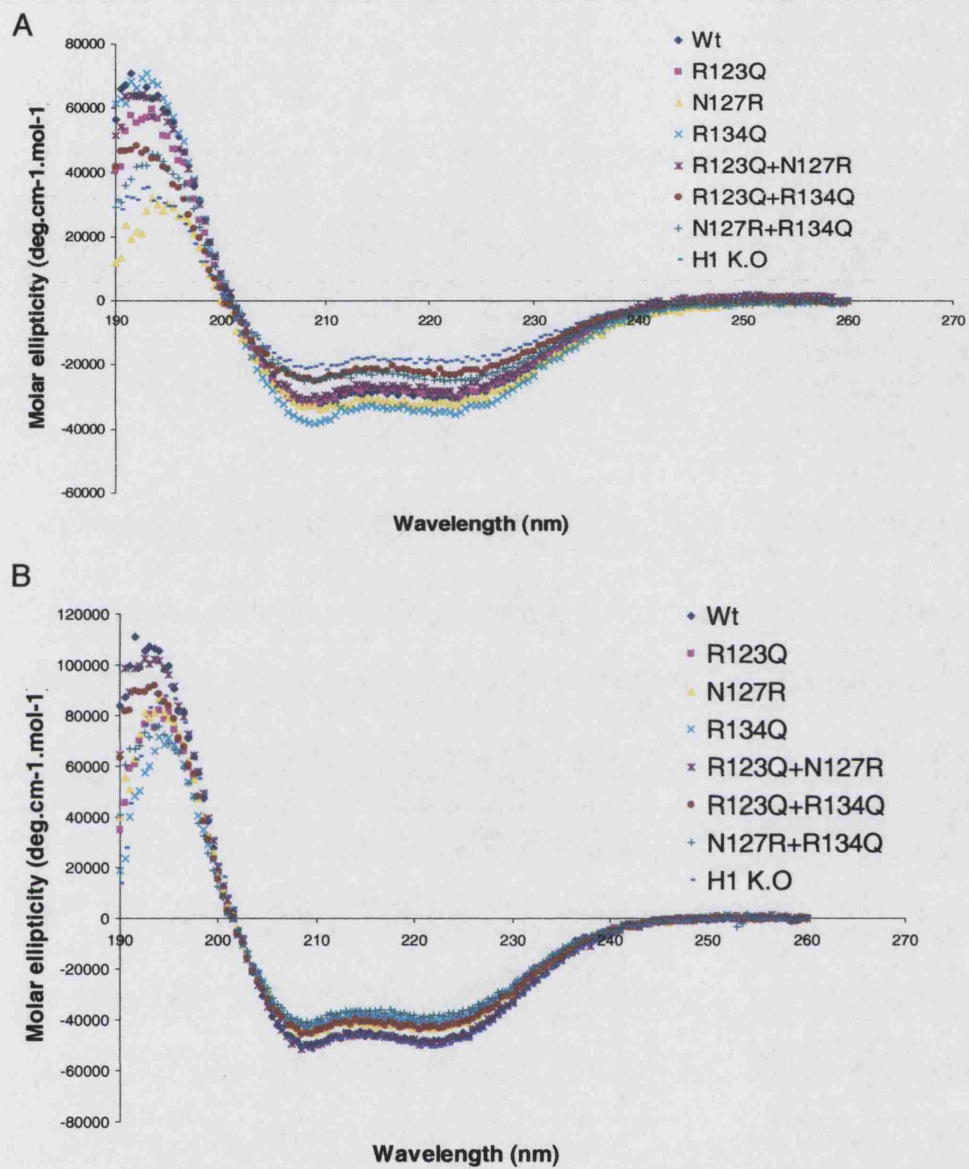 A
Molar ellipticity (deg.cm-1.mol-1
80000
60000
40000
20000
0
-20000
-40000
-60000
190
200
210
220
230
240
250
260
270
Wavelength (nm)
Wt
R123Q
N127R
R134Q
R123Q+N127R
R123Q+R134Q
N127R+R134Q
H1 K.O
B
Molar ellipticity (deg.cm-1.mol-1
120000
100000
80000
60000
40000
20000
0
-20000
-40000
-60000
-80000
190
200
210
220
230
240
250
260
270
Wavelength (nm)
Wt
R123Q
N127R
R134Q
R123Q+N127R
R123Q+R134Q
N127R+R134Q
H1 K.O